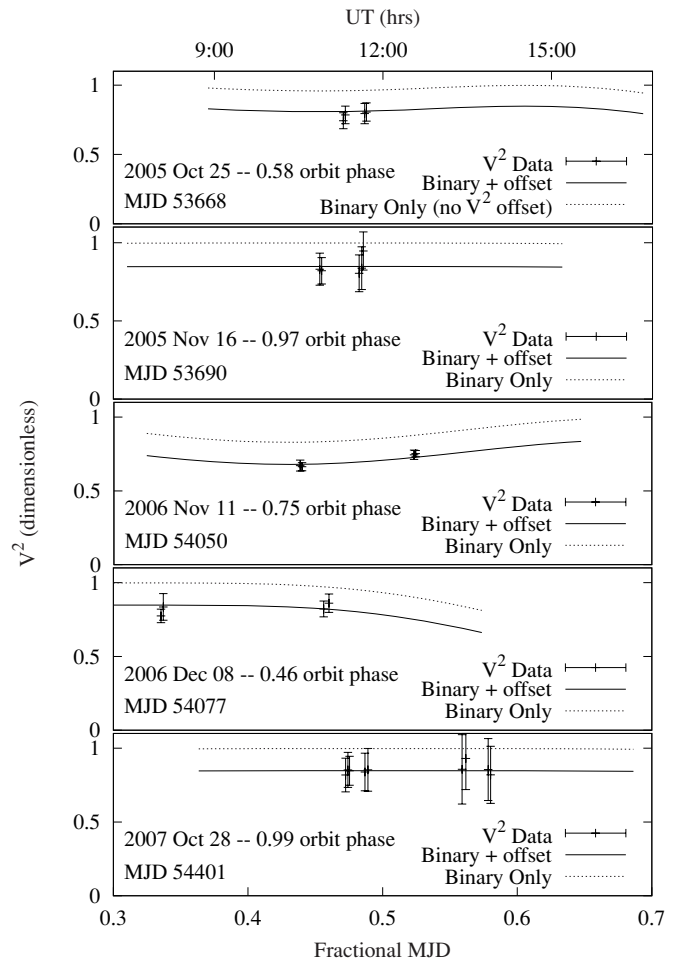 UT (hrs)
9:00 12:00 15:00
1
0.5
0
2005 Oct 25 -- 0.58 orbit phase
MJD 53668
V² Data
Binary + offset
Binary Only (no V² offset)
1
0.5
0
2005 Nov 16 -- 0.97 orbit phase
MJD 53690
V² Data
Binary + offset
Binary Only
1
0.5
0
2006 Nov 11 -- 0.75 orbit phase
MJD 54050
V² Data
Binary + offset
Binary Only
1
0.5
0
2006 Dec 08 -- 0.46 orbit phase
MJD 54077
V² Data
Binary + offset
Binary Only
1
0.5
0
2007 Oct 28 -- 0.99 orbit phase
MJD 54401
V² Data
Binary + offset
Binary Only
0.3 0.4 0.5 0.6 0.7
Fractional MJD
V² (dimensionless)